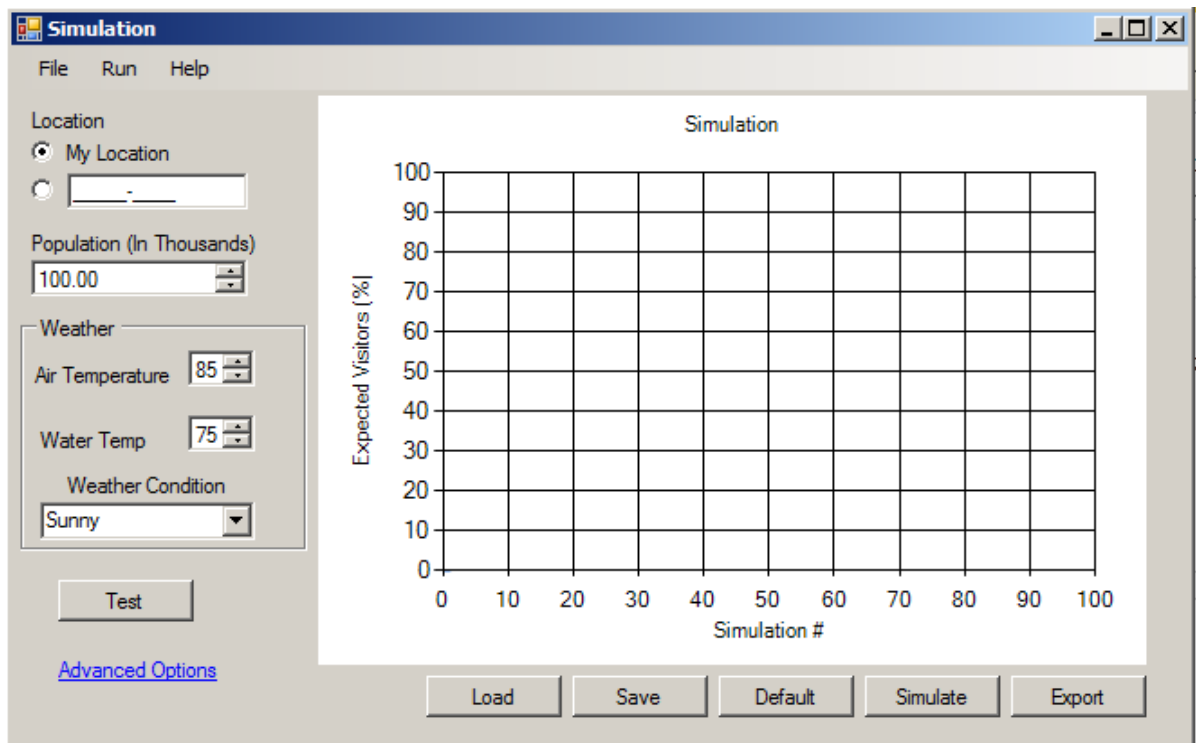 Simulation
File Run Help
Location
My Location
_____-____
Population (In Thousands)
100.00
Weather
Air Temperature 85
Water Temp 75
Weather Condition
Sunny
Test
Advanced Options
Simulation
Expected Visitors (%)
100
90
80
70
60
50
40
30
20
10
0
0 10 20 30 40 50 60 70 80 90 100
Simulation #
Load Save Default Simulate Export